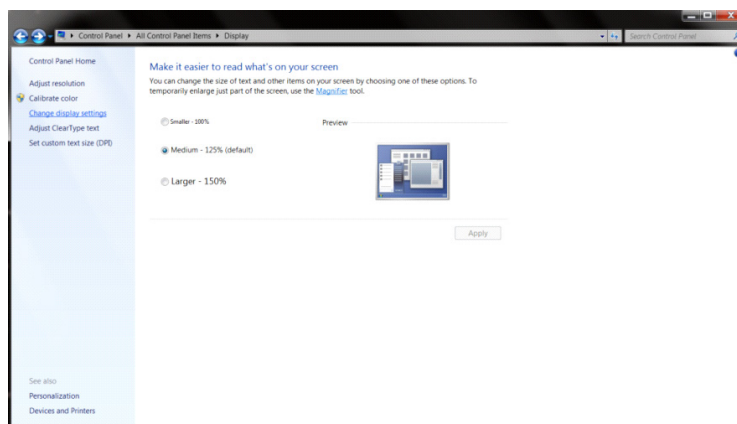 Control Panel ▸ All Control Panel Items ▸ Display
Search Control Panel
Control Panel Home
Adjust resolution
Calibrate color
Change display settings
Adjust ClearType text
Set custom text size (DPI)
Make it easier to read what's on your screen
You can change the size of text and other items on your screen by choosing one of these options. To
temporarily enlarge just part of the screen, use the Magnifier tool.
Smaller - 100%
Preview
Medium - 125% (default)
Larger - 150%
Apply
See also
Personalization
Devices and Printers